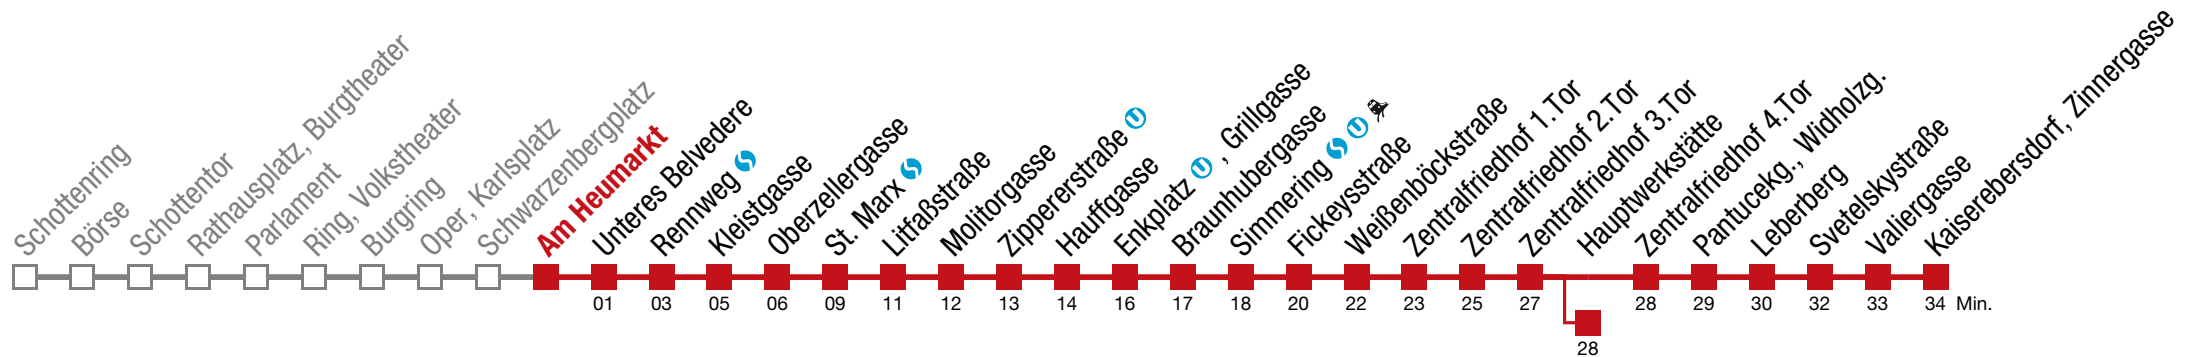 Schottenring
Börse
Schottentor
Rathausplatz, Burgtheater
Parlament
Ring, Volkstheater
Burgring
Oper, Karlsplatz
Schwarzenbergplatz
Am Heumarkt
Unteres Belvedere
Rennweg S
Kleistgasse
Oberzellergasse
St. Marx S
Litfaßstraße
Molitorgasse
Zippererstraße U
Hauffgasse
Enkplatz U , Grillgasse
Braunhubergasse
Simmering S U
Fickeysstraße
Weißenböckstraße
Zentralfriedhof 1.Tor
Zentralfriedhof 2.Tor
Zentralfriedhof 3.Tor
Hauptwerkstätte
Zentralfriedhof 4.Tor
Pantucekg., Widholzg.
Leberberg
Svetelskystraße
Valiergasse
Kaiserebersdorf, Zinnergasse
01 03 05 06 09 11 12 13 14 16 17 18 20 22 23 25 27 28 29 30 32 33 34 Min.
28